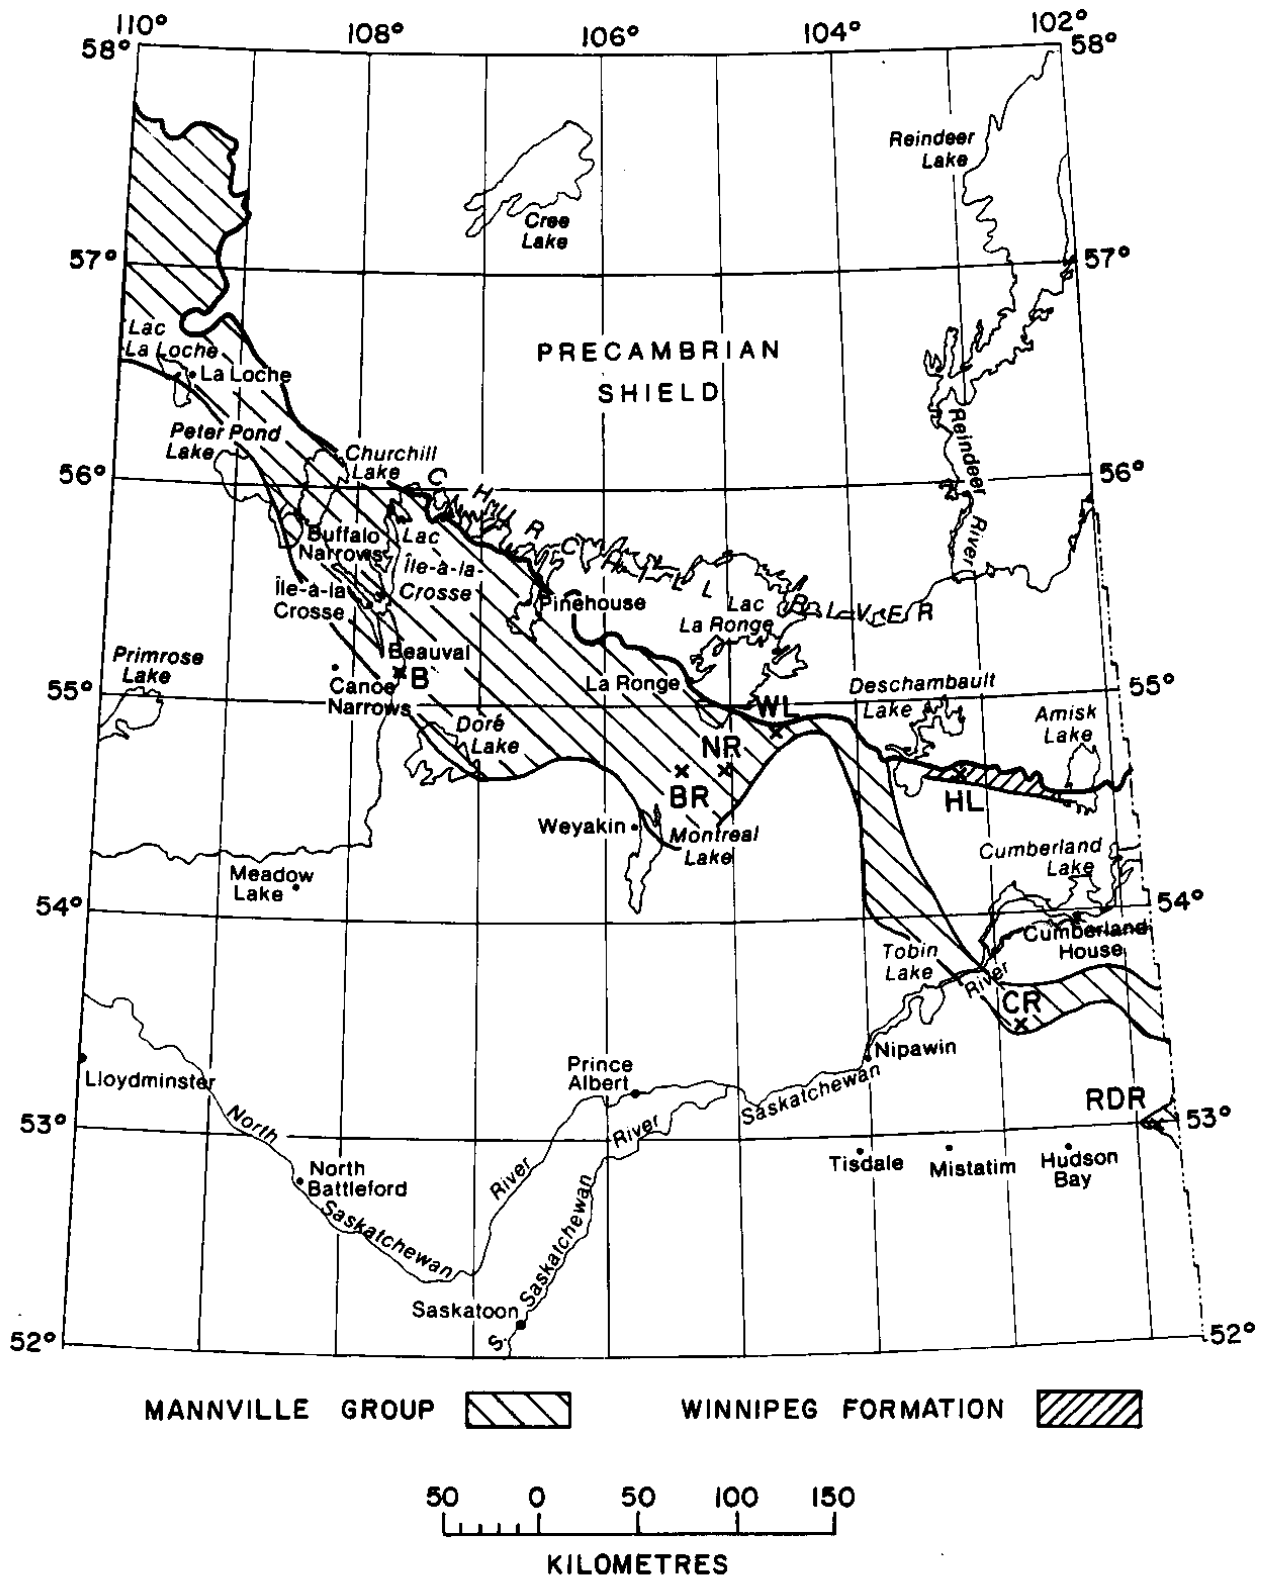 110°
108°
106°
104°
102°
58°
58°
Reindeer
Lake
Cree
Lake
57°
57°
PRECAMBRIAN
SHIELD
Lac
La Loche
La Loche
Peter Pond
Lake
Churchill
Lake
Reindeer
River
56°
56°
CHURCHILL RIVER
Buffalo
Narrows
Lac
Île-à-la-
Crosse
Île-à-la
Crosse
Pinehouse
Lac
La Ronge
Primrose
Lake
Beauval
B
Canoe
Narrows
La Ronge
Deschambault
Lake
55°
55°
WL
Amisk
Lake
Doré
Lake
NR
BR
HL
Weyakin
Montreal
Lake
Cumberland
Lake
Meadow
Lake
54°
54°
Cumberland
House
Tobin
Lake
River
CR
Nipawin
Prince
Albert
Lloydminster
Saskatchewan
RDR
53°
53°
North
River
Tisdale
Mistatim
Hudson
Bay
North
Battleford
River
Saskatchewan
Saskatchewan
Saskatoon
S.
52°
52°
MANNVILLE GROUP
WINNIPEG FORMATION
50 0 50 100 150
KILOMETRES